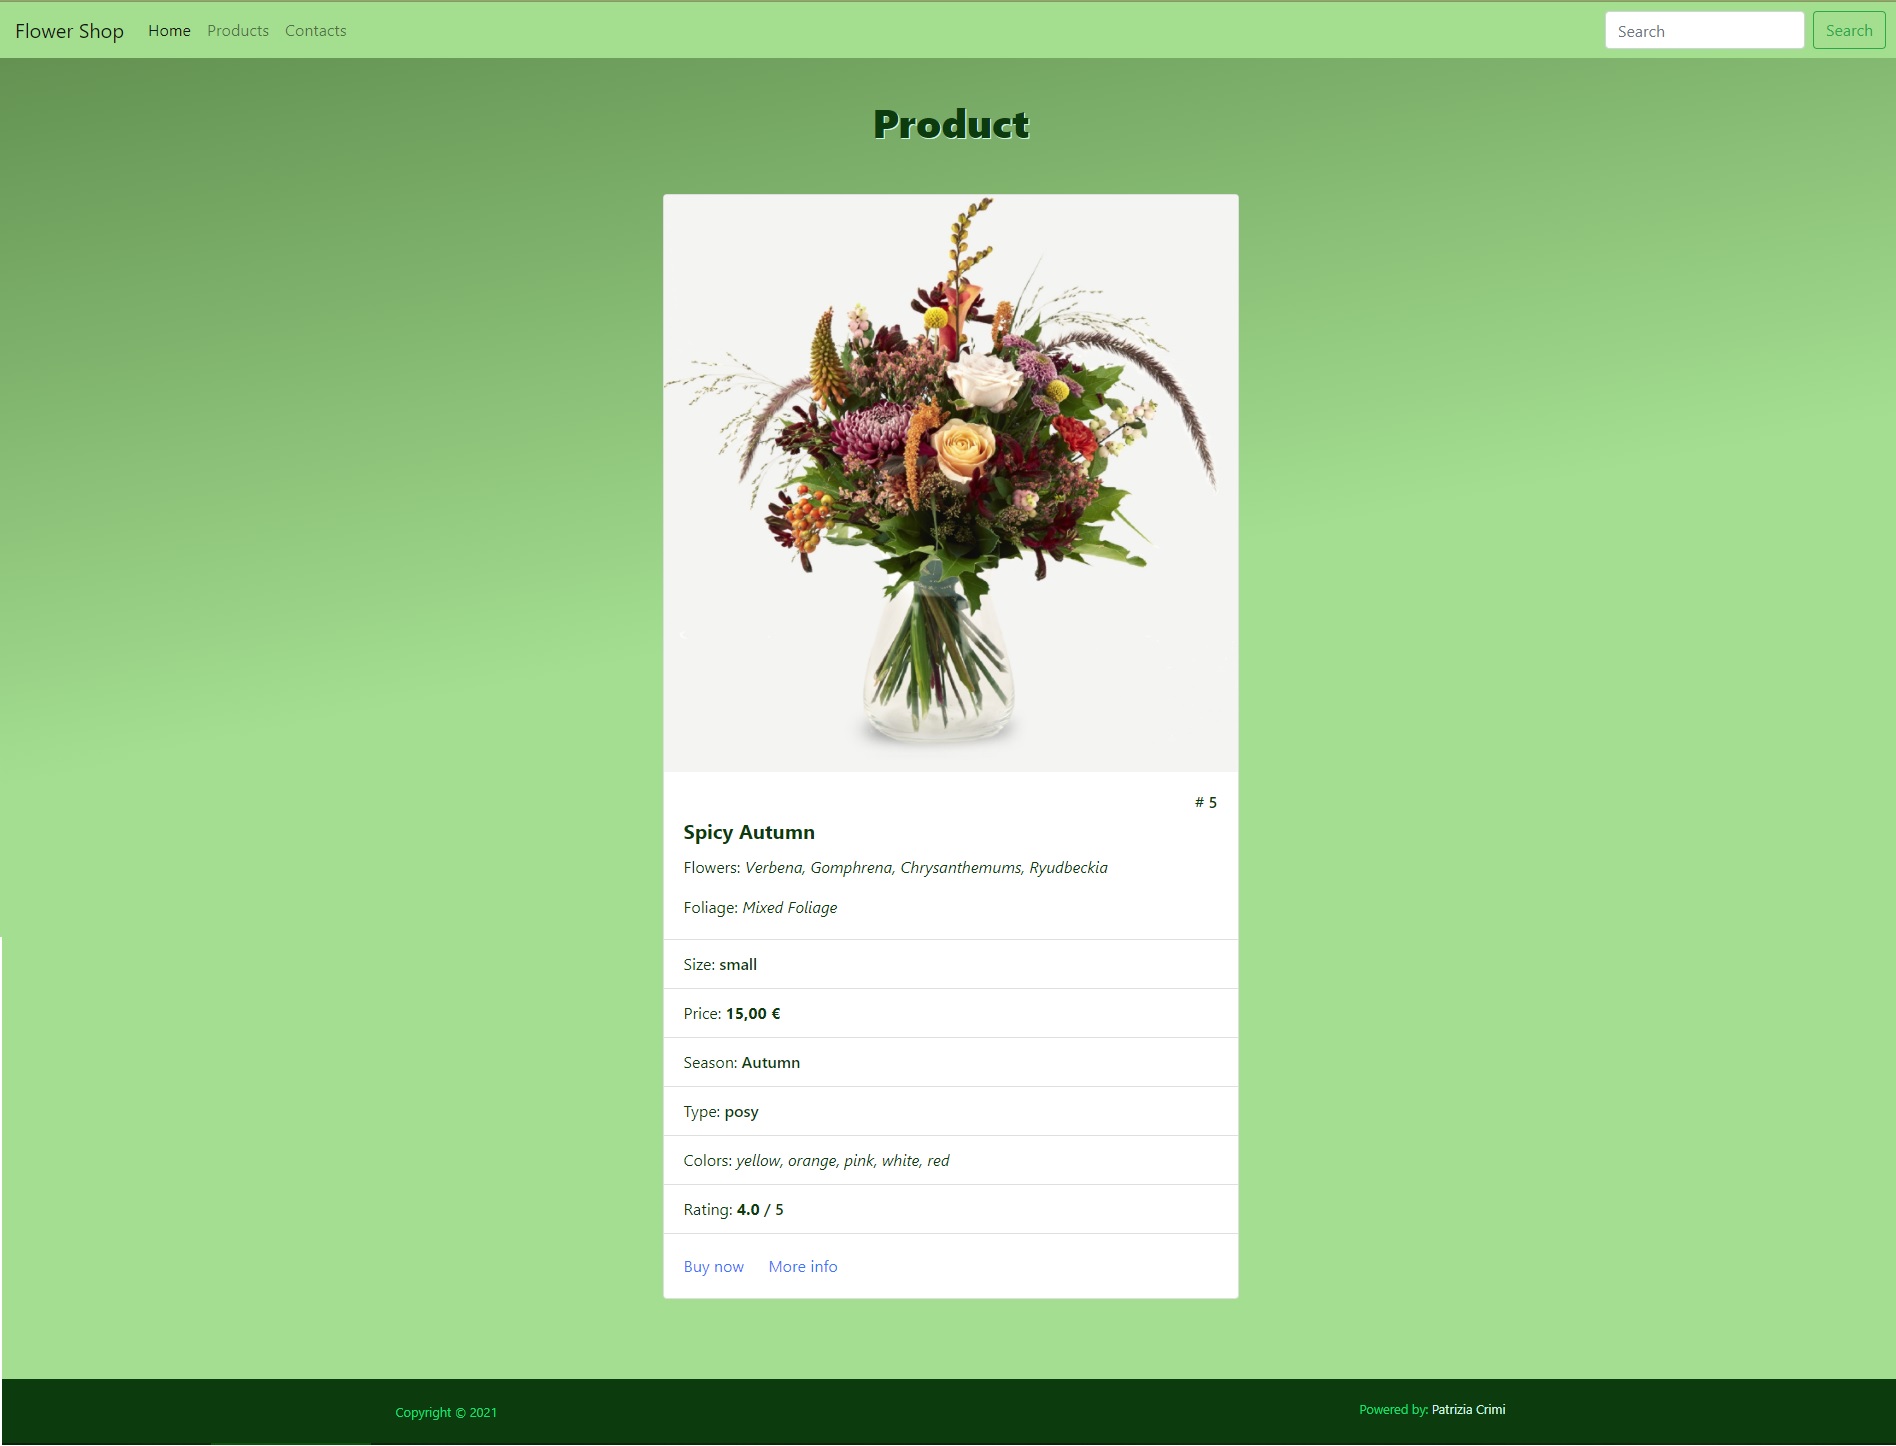 Flower Shop Home Products Contacts Search Search
Product
# 5
Spicy Autumn
Flowers: Verbena, Gomphrena, Chrysanthemums, Ryudbeckia
Foliage: Mixed Foliage
Size: small
Price: 15,00 €
Season: Autumn
Type: posy
Colors: yellow, orange, pink, white, red
Rating: 4.0 / 5
Buy now More info
Copyright © 2021 Powered by: Patrizia Crimi